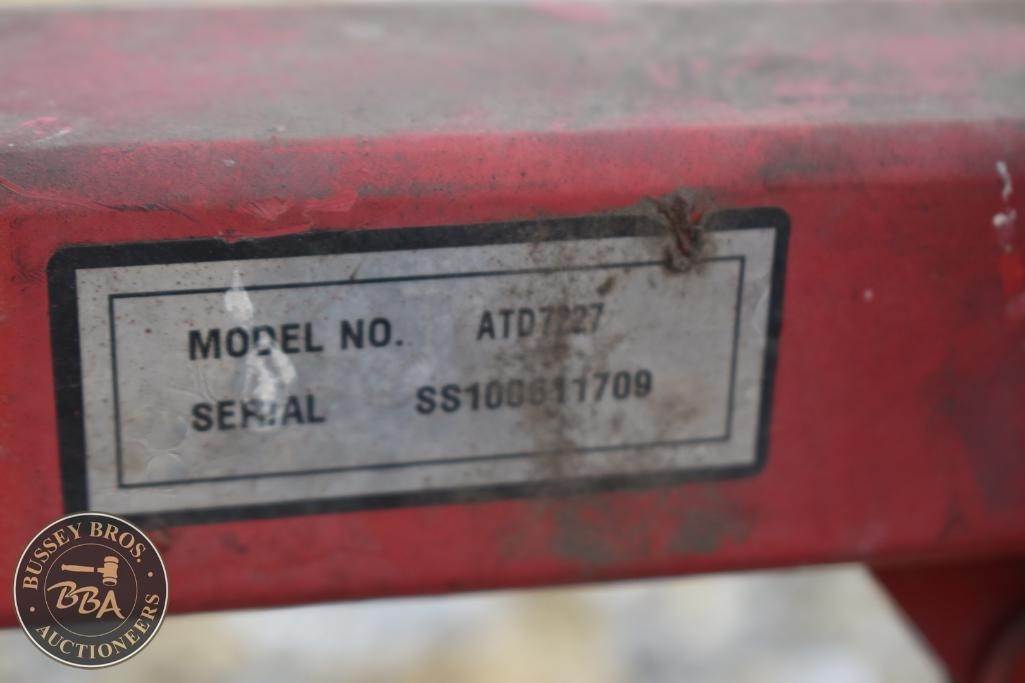 MODEL NO. ATD7227
SERIAL SS100611709
BUSSEY BROS.
BBA
AUCTIONEERS